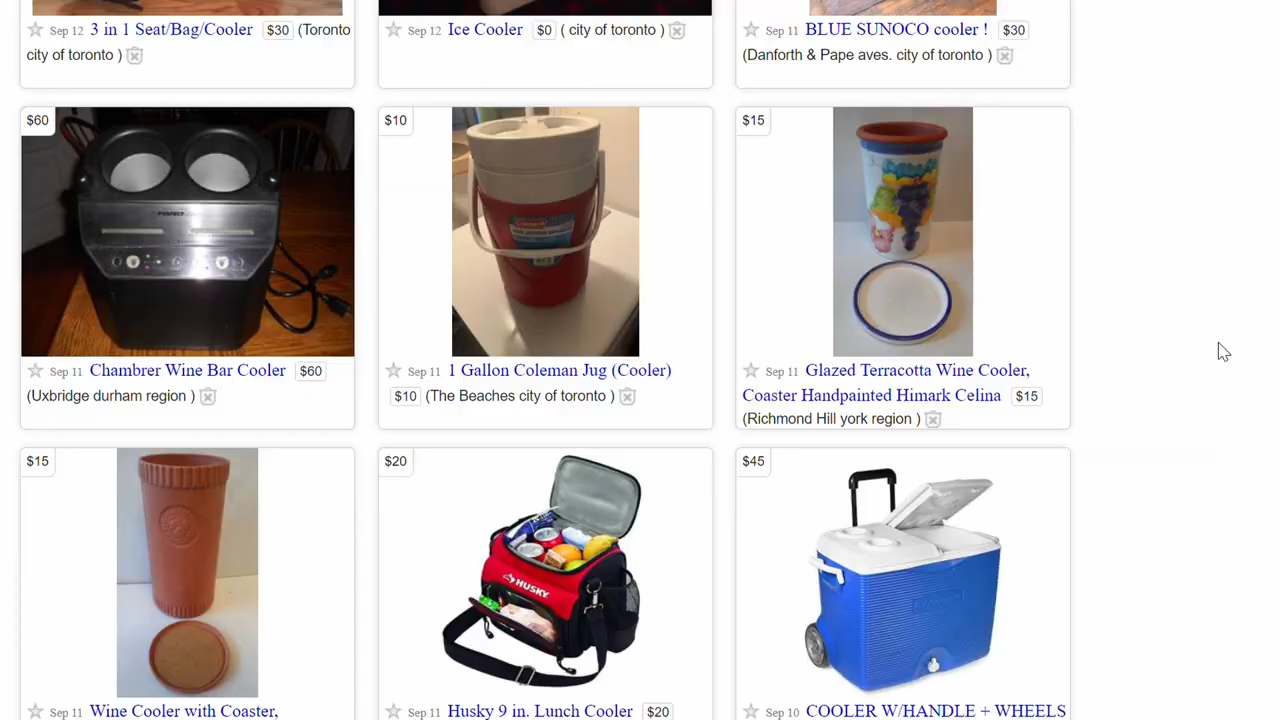 Sep 12 3 in 1 Seat/Bag/Cooler $30 (Toronto
city of toronto )
Sep 12 Ice Cooler $0 ( city of toronto )
Sep 11 BLUE SUNOCO cooler ! $30
(Danforth & Pape aves. city of toronto )
$60
Sep 11 Chambrer Wine Bar Cooler $60
(Uxbridge durham region )
$10
Coleman
Sep 11 1 Gallon Coleman Jug (Cooler)
$10 (The Beaches city of toronto )
$15
Sep 11 Glazed Terracotta Wine Cooler,
Coaster Handpainted Himark Celina $15
(Richmond Hill york region )
$15
Sep 11 Wine Cooler with Coaster,
$20
HUSKY
Sep 11 Husky 9 in. Lunch Cooler $20
$45
Sep 10 COOLER W/HANDLE + WHEELS